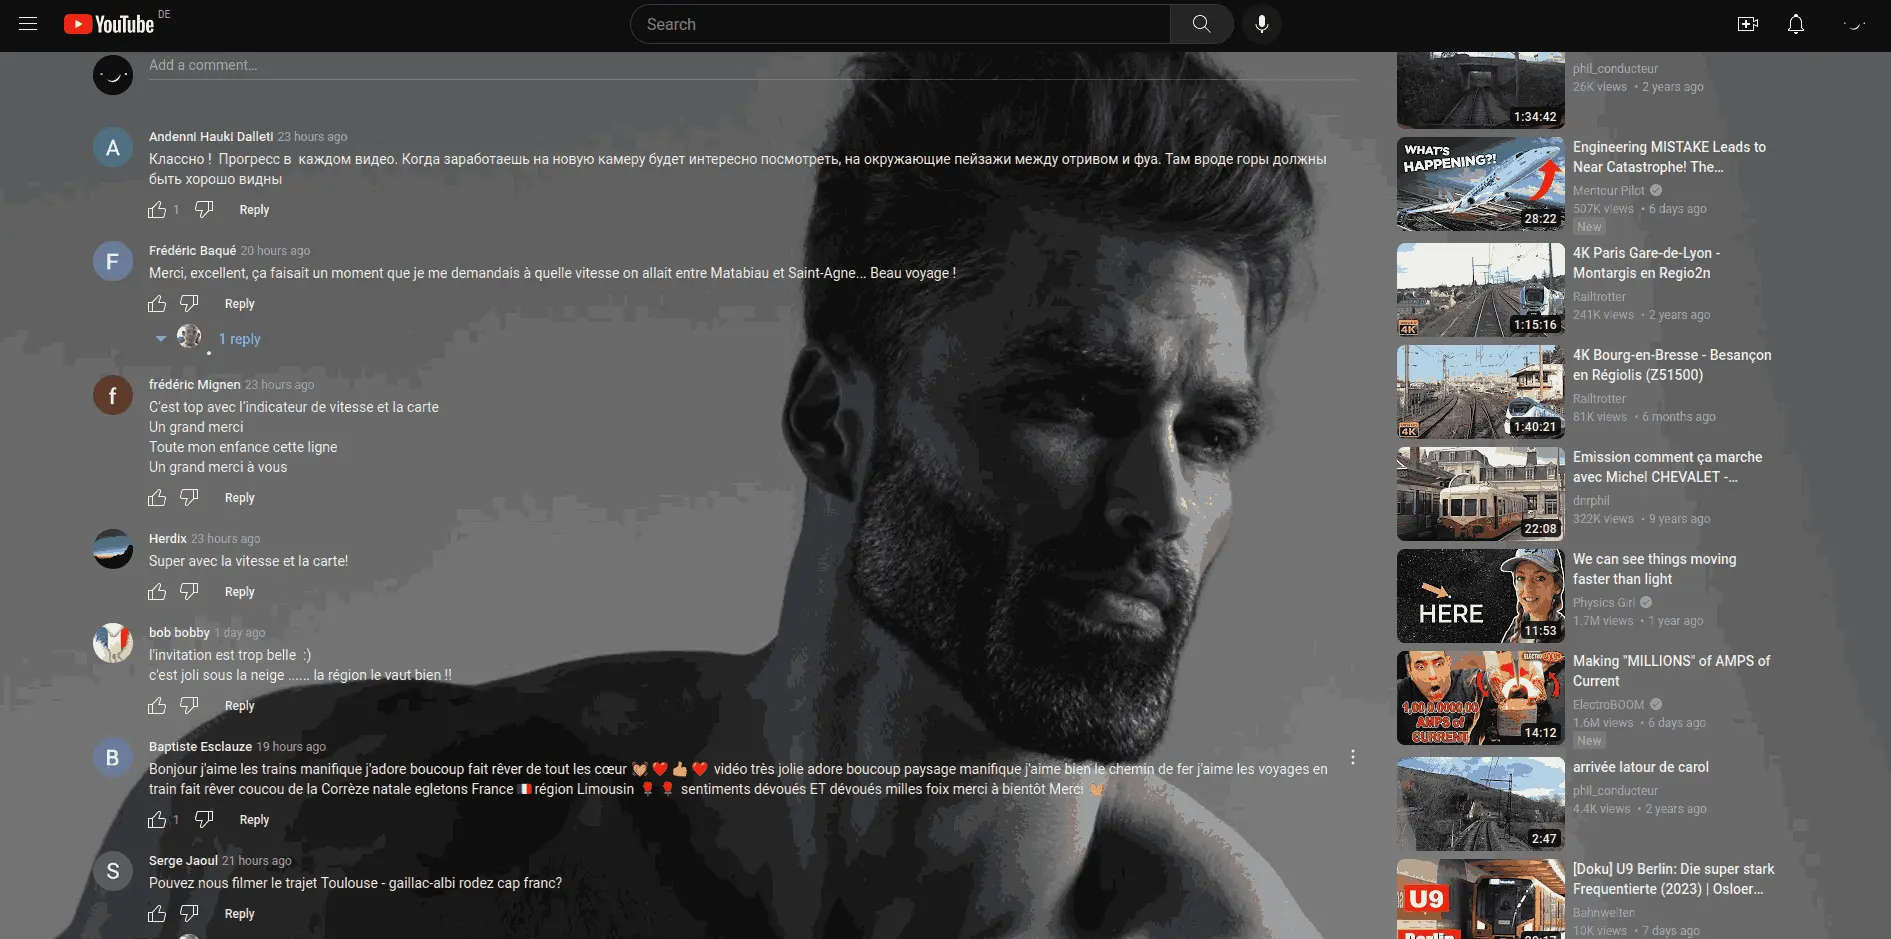 YouTube DE
Search
Add a comment...
Andenni Hauki Dalleti 23 hours ago
Классно ! Прогресс в каждом видео. Когда заработаешь на новую камеру будет интересно посмотреть, на окружающие пейзажи между отривом и фуа. Там вроде горы должны
быть хорошо видны
1 Reply
Frédéric Baqué 20 hours ago
Merci, excellent, ça faisait un moment que je me demandais à quelle vitesse on allait entre Matabiau et Saint-Agne... Beau voyage !
Reply
1 reply
frédéric Mignen 23 hours ago
C'est top avec l'indicateur de vitesse et la carte
Un grand merci
Toute mon enfance cette ligne
Un grand merci à vous
Reply
Herdix 23 hours ago
Super avec la vitesse et la carte!
Reply
bob bobby 1 day ago
l'invitation est trop belle :)
c'est joli sous la neige ...... la région le vaut bien !!
Reply
Baptiste Esclauze 19 hours ago
Bonjour j'aime les trains manifique j'adore boucoup fait rêver de tout les cœur 💓❤️👍🏼❤️ vidéo très jolie adore boucoup paysage manifique j'aime bien le chemin de fer j'aime les voyages en
train fait rêver coucou de la Corrèze natale egletons France 🇫🇷 région Limousin 🌹🌹 sentiments dévoués ET dévoués milles foix merci à bientôt Merci
1 Reply
Serge Jaoul 21 hours ago
Pouvez nous filmer le trajet Toulouse - gaillac-albi rodez cap franc?
Reply
phil_conducteur
26K views • 2 years ago
1:34:42
WHAT'S
HAPPENING?!
28:22
Engineering MISTAKE Leads to
Near Catastrophe! The...
Mentour Pilot
507K views • 6 days ago
New
4K
1:15:16
4K Paris Gare-de-Lyon -
Montargis en Regio2n
Railtrotter
241K views • 2 years ago
4K
1:40:21
4K Bourg-en-Bresse - Besançon
en Régiolis (Z51500)
Railtrotter
81K views • 6 months ago
22:08
Emission comment ça marche
avec Michel CHEVALET -...
dnrphil
322K views • 9 years ago
HERE
11:53
We can see things moving
faster than light
Physics Girl
1.7M views • 1 year ago
ELECTROBOOM
1,00,0.0000,00
AMPS of
CURRENT
14:12
Making "MILLIONS" of AMPS of
Current
ElectroBOOM
1.6M views • 6 days ago
New
2:47
arrivée latour de carol
phil_conducteur
4.4K views • 2 years ago
U9
Berlin
[Doku] U9 Berlin: Die super stark
Frequentierte (2023) | Osloer...
Bahnwelten
10K views • 7 days ago